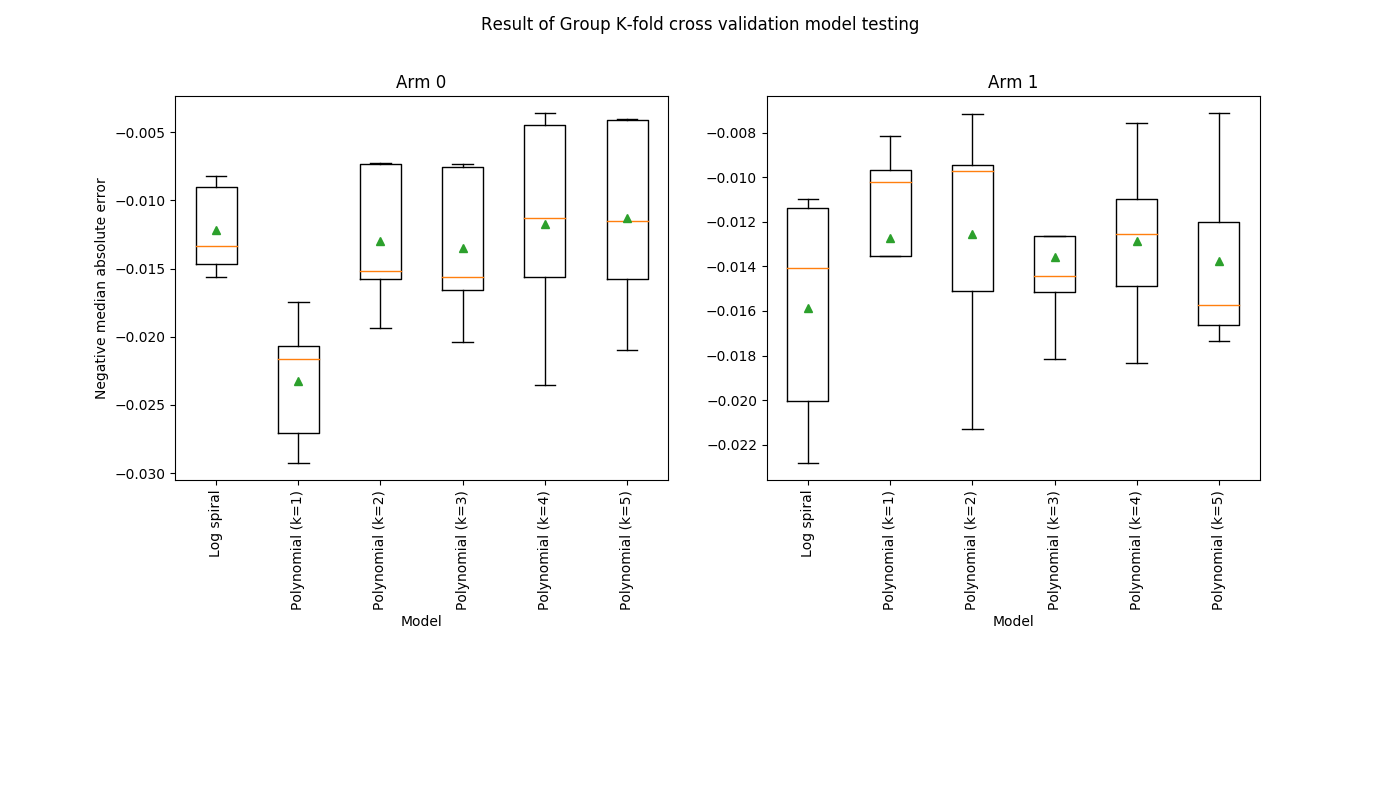 Result of Group K-fold cross validation model testing
Arm 0
Negative median absolute error
−0.005
−0.010
−0.015
−0.020
−0.025
−0.030
Log spiral
Polynomial (k=1)
Polynomial (k=2)
Polynomial (k=3)
Polynomial (k=4)
Polynomial (k=5)
Model
Arm 1
−0.008
−0.010
−0.012
−0.014
−0.016
−0.018
−0.020
−0.022
Log spiral
Polynomial (k=1)
Polynomial (k=2)
Polynomial (k=3)
Polynomial (k=4)
Polynomial (k=5)
Model